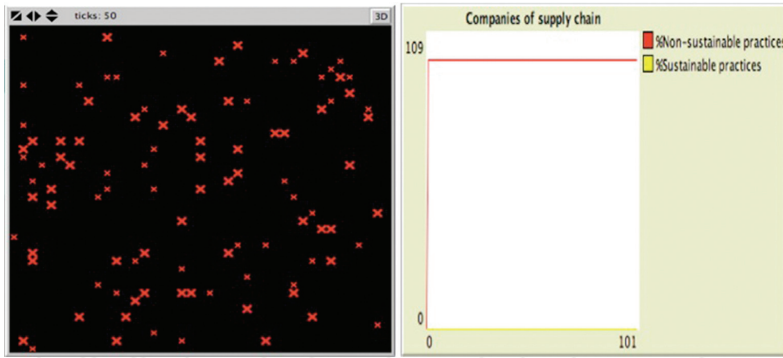 ticks: 50
3D
Companies of supply chain
109
0
0
101
%Non-sustainable practices
%Sustainable practices